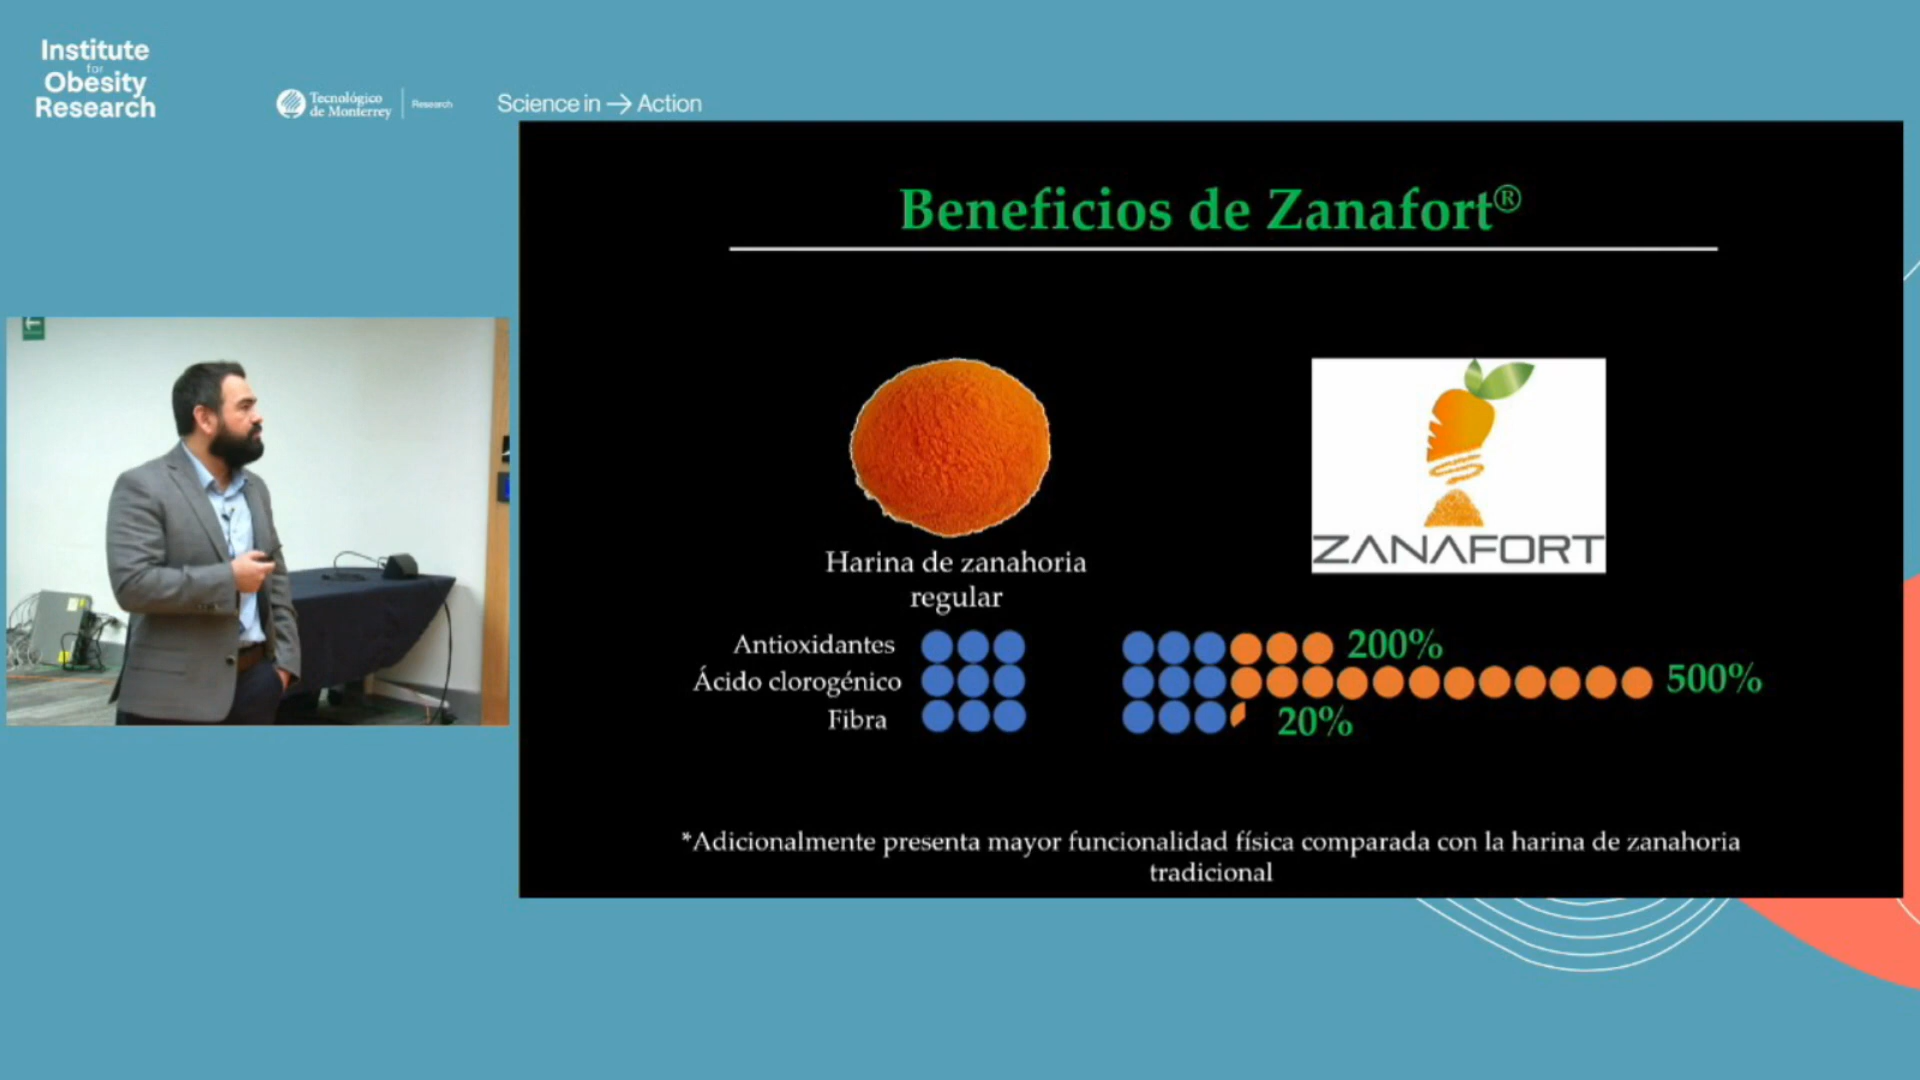 Institute
for
Obesity
Research
Tecnológico
de Monterrey
Research
Science in → Action
Beneficios de Zanafort®
ZANAFORT
Harina de zanahoria
regular
Antioxidantes
200%
Ácido clorogénico
500%
Fibra
20%
*Adicionalmente presenta mayor funcionalidad física comparada con la harina de zanahoria
tradicional